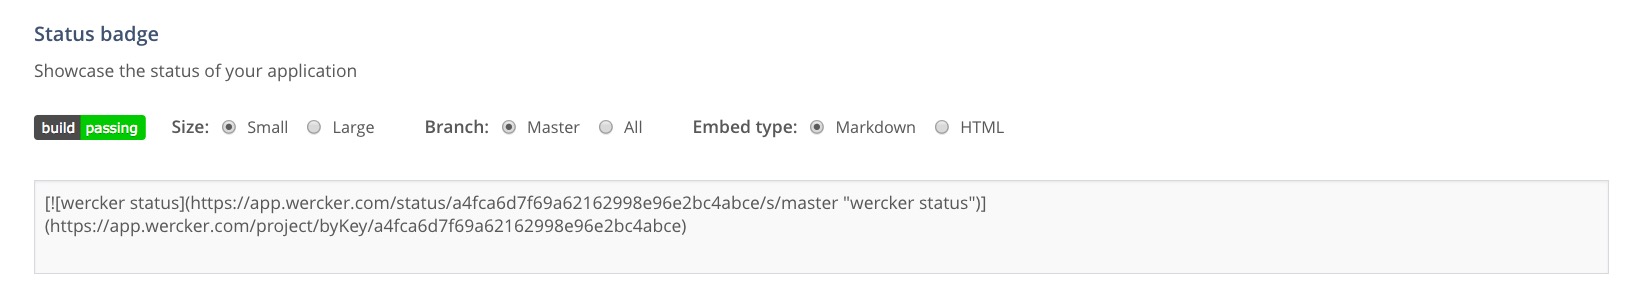 Status badge
Showcase the status of your application
build passing Size: Small Large Branch: Master All Embed type: Markdown HTML
[![wercker status](https://app.wercker.com/status/a4fca6d7f69a62162998e96e2bc4abce/s/master "wercker status")]
(https://app.wercker.com/project/byKey/a4fca6d7f69a62162998e96e2bc4abce)